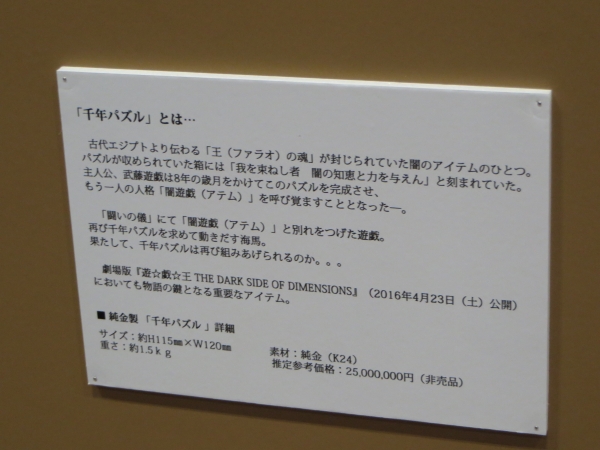 「千年パズル」とは…
古代エジプトより伝わる「王（ファラオ）の魂」が封じられていた闇のアイテムのひとつ。
パズルが収められていた箱には「我を束ねし者　闇の知恵と力を与えん」と刻まれていた。
主人公、武藤遊戯は8年の歳月をかけてこのパズルを完成させ、
もう一人の人格「闇遊戯（アテム）」を呼び覚ますこととなった―。
「闘いの儀」にて「闇遊戯（アテム）」と別れをつげた遊戯。
再び千年パズルを求めて動きだす海馬。
果たして、千年パズルは再び組みあげられるのか。。。
劇場版『遊☆戯☆王 THE DARK SIDE OF DIMENSIONS』（2016年4月23日（土）公開）
においても物語の鍵となる重要なアイテム。
■ 純金製「千年パズル 」詳細
サイズ：約H115㎜×W120㎜
重さ：約1.5ｋｇ
素材：純金（K24）
推定参考価格：25,000,000円（非売品）